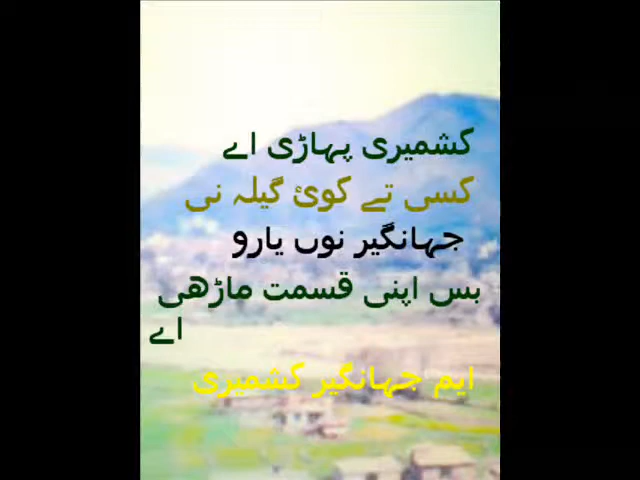 کشمیری پہاڑی اے
کسی تے کوئ گیلہ نی
جہانگیر نوں یارو
بس اپنی قسمت ماڑھی
اے
ایم جہانگیر کشمیری